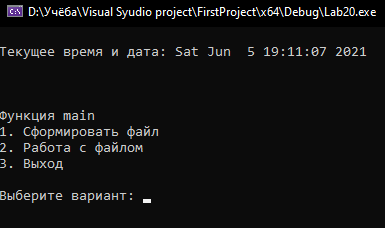 D:\Учёба\Visual Syudio project\FirstProject\x64\Debug\Lab20.exe
Текущее время и дата: Sat Jun  5 19:11:07 2021
Функция main
1. Сформировать файл
2. Работа с файлом
3. Выход
Выберите вариант: